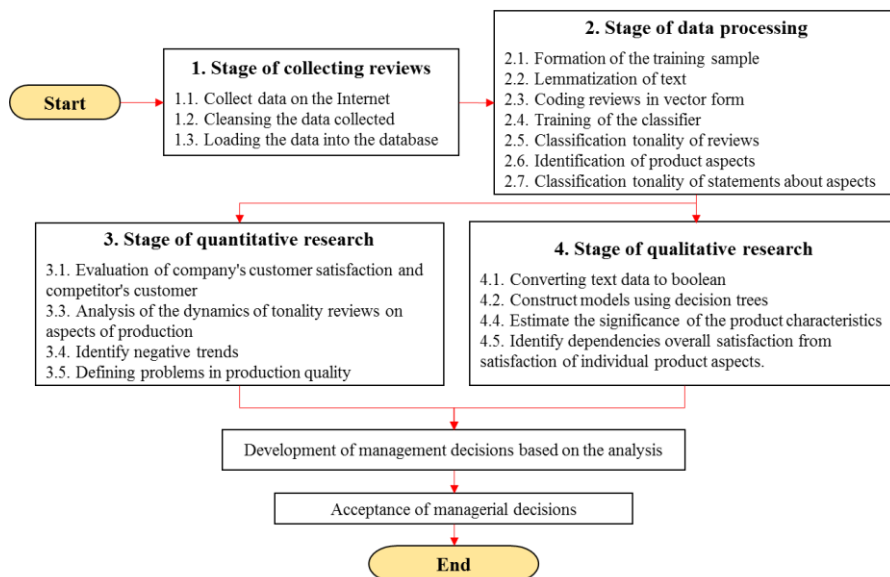 Start
1. Stage of collecting reviews
1.1. Collect data on the Internet
1.2. Cleansing the data collected
1.3. Loading the data into the database
2. Stage of data processing
2.1. Formation of the training sample
2.2. Lemmatization of text
2.3. Coding reviews in vector form
2.4. Training of the classifier
2.5. Classification tonality of reviews
2.6. Identification of product aspects
2.7. Classification tonality of statements about aspects
3. Stage of quantitative research
3.1. Evaluation of company's customer satisfaction and
competitor's customer
3.3. Analysis of the dynamics of tonality reviews on
aspects of production
3.4. Identify negative trends
3.5. Defining problems in production quality
4. Stage of qualitative research
4.1. Converting text data to boolean
4.2. Construct models using decision trees
4.4. Estimate the significance of the product characteristics
4.5. Identify dependencies overall satisfaction from
satisfaction of individual product aspects.
Development of management decisions based on the analysis
Acceptance of managerial decisions
End